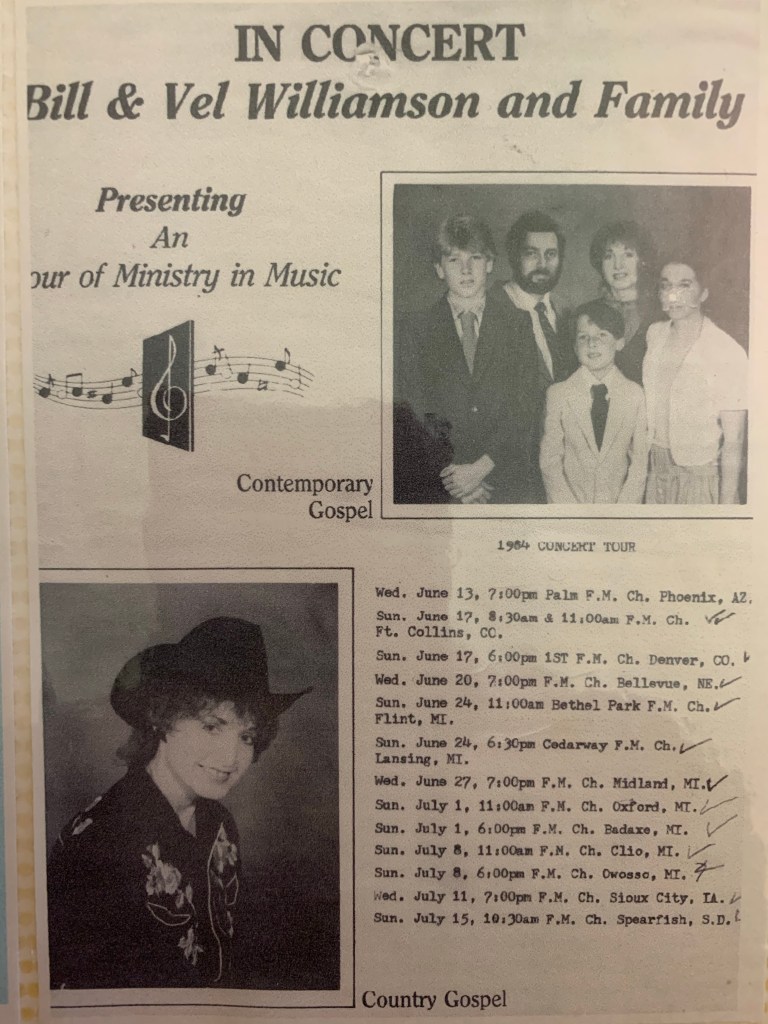 IN CONCERT
Bill & Vel Williamson and Family
Presenting
An
our of Ministry in Music
Contemporary
Gospel
1984 CONCERT TOUR
Wed. June 13, 7:00pm Palm F.M. Ch. Phoenix, AZ.
Sun. June 17, 8:30am & 11:00am F.M. Ch.
Ft. Collins, CO.
Sun. June 17, 6:00pm 1ST F.M. Ch. Denver, CO.
Wed. June 20, 7:00pm F.M. Ch. Bellevue, NE.
Sun. June 24, 11:00am Bethel Park F.M. Ch.
Flint, MI.
Sun. June 24, 6:30pm Cedarway F.M. Ch.
Lansing, MI.
Wed. June 27, 7:00pm F.M. Ch. Midland, MI.
Sun. July 1, 11:00am F.M. Ch. Oxford, MI.
Sun. July 1, 6:00pm F.M. Ch. Badaxe, MI.
Sun. July 8, 11:00am F.M. Ch. Clio, MI.
Sun. July 8, 6:00pm F.M. Ch. Owosso, MI.
Wed. July 11, 7:00pm F.M. Ch. Sioux City, IA.
Sun. July 15, 10:30am F.M. Ch. Spearfish, S.D.
Country Gospel